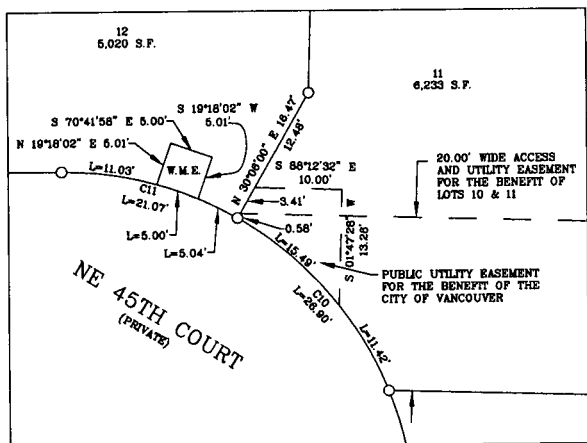 12
5,020 S.F.
11
6,233 S.F.
S 19°18'02" W
5.01'
S 70°41'58" E 5.00'
N 19°18'02" E 5.01'
W.M.E.
N 30°08'00" E 16.47'
12.48'
S 88°12'32" E
10.00'
3.41'
0.58'
S 01°47'28" W
13.28'
20.00' WIDE ACCESS
AND UTILITY EASEMENT
FOR THE BENEFIT OF
LOTS 10 & 11
L=11.03'
C11
L=21.07'
L=5.00'
L=5.04'
L=15.49'
C10
L=26.90'
L=11.42'
PUBLIC UTILITY EASEMENT
FOR THE BENEFIT OF THE
CITY OF VANCOUVER
NE 45TH COURT
(PRIVATE)